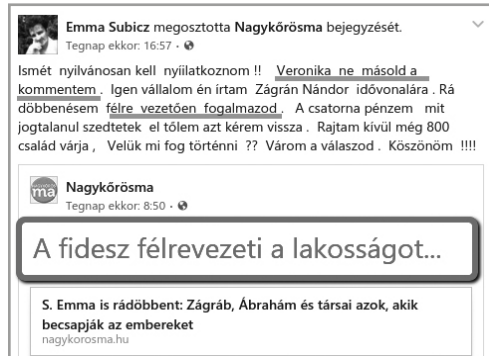 Emma Subicz megosztotta Nagykőrösma bejegyzését.
Tegnap ekkor: 16:57 ·
Ismét nyilvánosan kell nyiilatkoznom !! Veronika ne másold a
kommentem . Igen vállalom én írtam Zágrán Nándor idővonalára . Rá
döbbenésem félre vezetően fogalmazod . A csatorna pénzem mit
jogtalanul szedtetek el tőlem azt kérem vissza . Rajtam kívül még 800
család várja , Velük mi fog történni ?? Várom a válaszod . Köszönöm !!!!
ma
Nagykőrösma
Tegnap ekkor: 8:50 ·
A fidesz félrevezeti a lakosságot...
S. Emma is rádöbbent: Zágráb, Ábrahám és társai azok, akik
becsapják az embereket
nagykorosma.hu